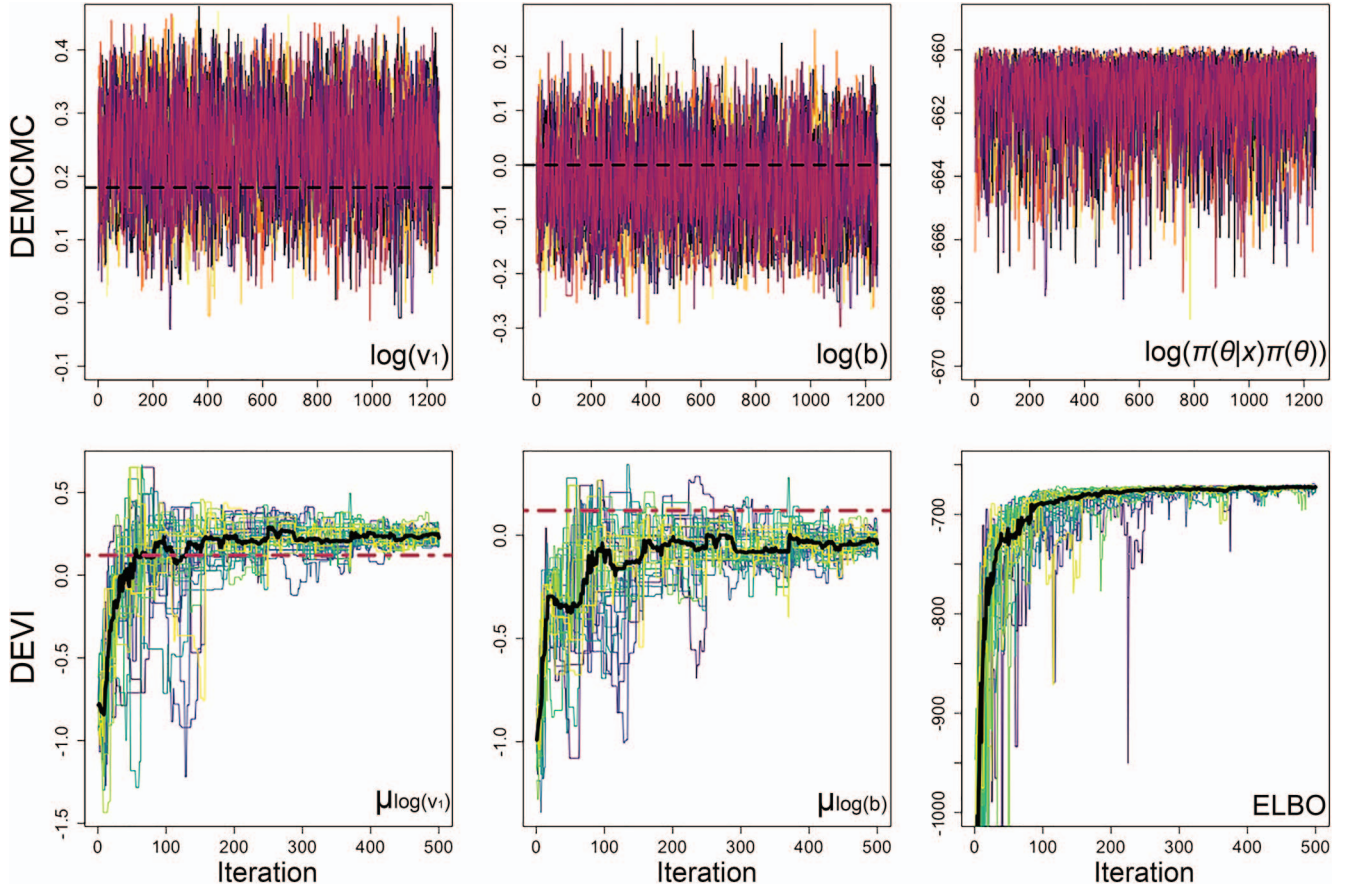 DEMCMC
-0.1 0.0 0.1 0.2 0.3 0.4
log(v₁)
0 200 400 600 800 1000 1200
-0.3 -0.2 -0.1 0.0 0.1 0.2
log(b)
0 200 400 600 800 1000 1200
-670 -668 -666 -664 -662 -660
log(π(θ|x)π(θ))
0 200 400 600 800 1000 1200
DEVI
-1.5 -1.0 -0.5 0.0 0.5
μlog(v₁)
0 100 200 300 400 500
Iteration
-1.0 -0.5 0.0
μlog(b)
0 100 200 300 400 500
Iteration
-1000 -900 -800 -700
ELBO
0 100 200 300 400 500
Iteration